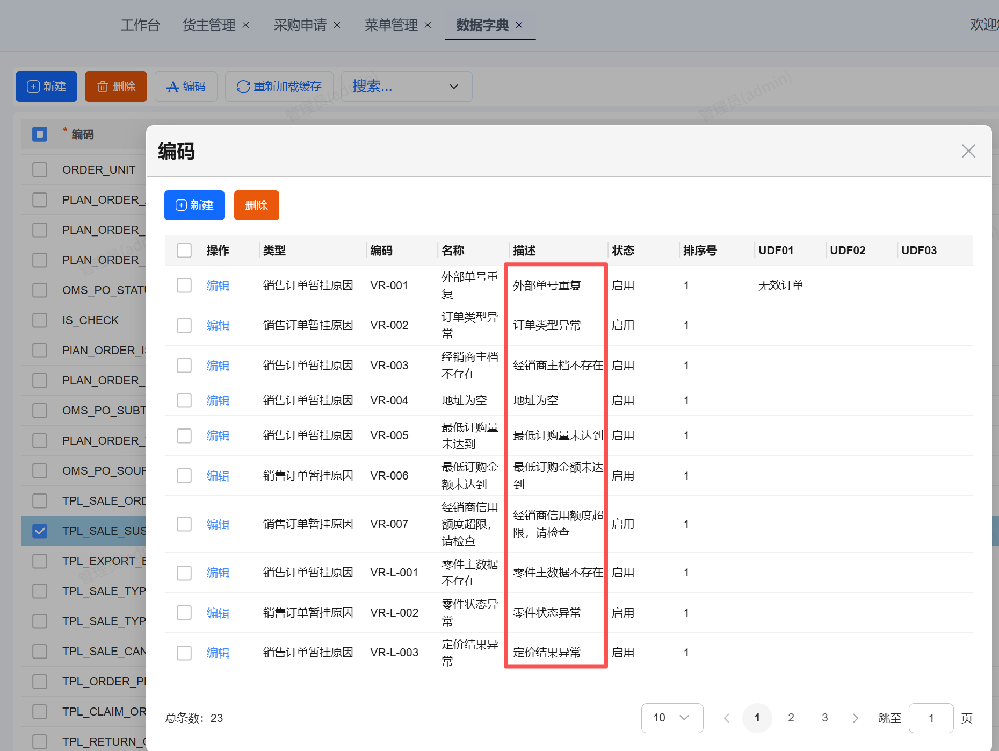 工作台 货主管理 采购申请 菜单管理 数据字典 欢迎
新建 删除 编码 重新加载缓存 搜索...
管理员(admin) 管理员(admin)
* 编码
ORDER_UNIT
PLAN_ORDER_
PLAN_ORDER_
PLAN_ORDER_
OMS_PO_STATU
IS_CHECK
PIAN_ORDER_IS
PLAN_ORDER_
OMS_PO_SUBT
PLAN_ORDER_
OMS_PO_SOUR
TPL_SALE_ORD
TPL_SALE_SUS
TPL_EXPORT_E
TPL_SALE_TYP
TPL_SALE_TYP
TPL_SALE_CAN
TPL_ORDER_PR
TPL_CLAIM_OR
TPL_RETURN_
编码
新建 删除
操作 类型 编码 名称 描述 状态 排序号 UDF01 UDF02 UDF03
编辑 销售订单暂挂原因 VR-001 外部单号重复 外部单号重复 启用 1 无效订单
编辑 销售订单暂挂原因 VR-002 订单类型异常 订单类型异常 启用 1
编辑 销售订单暂挂原因 VR-003 经销商主档不存在 经销商主档不存在 启用 1
编辑 销售订单暂挂原因 VR-004 地址为空 地址为空 启用 1
编辑 销售订单暂挂原因 VR-005 最低订购量未达到 最低订购量未达到 启用 1
编辑 销售订单暂挂原因 VR-006 最低订购金额未达到 最低订购金额未达到 启用 1
编辑 销售订单暂挂原因 VR-007 经销商信用额度超限，请检查 经销商信用额度超限，请检查 启用 1
编辑 销售订单暂挂原因 VR-L-001 零件主数据不存在 零件主数据不存在 启用 1
编辑 销售订单暂挂原因 VR-L-002 零件状态异常 零件状态异常 启用 1
编辑 销售订单暂挂原因 VR-L-003 定价结果异常 定价结果异常 启用 1
总条数：23 10 1 2 3 跳至 1 页